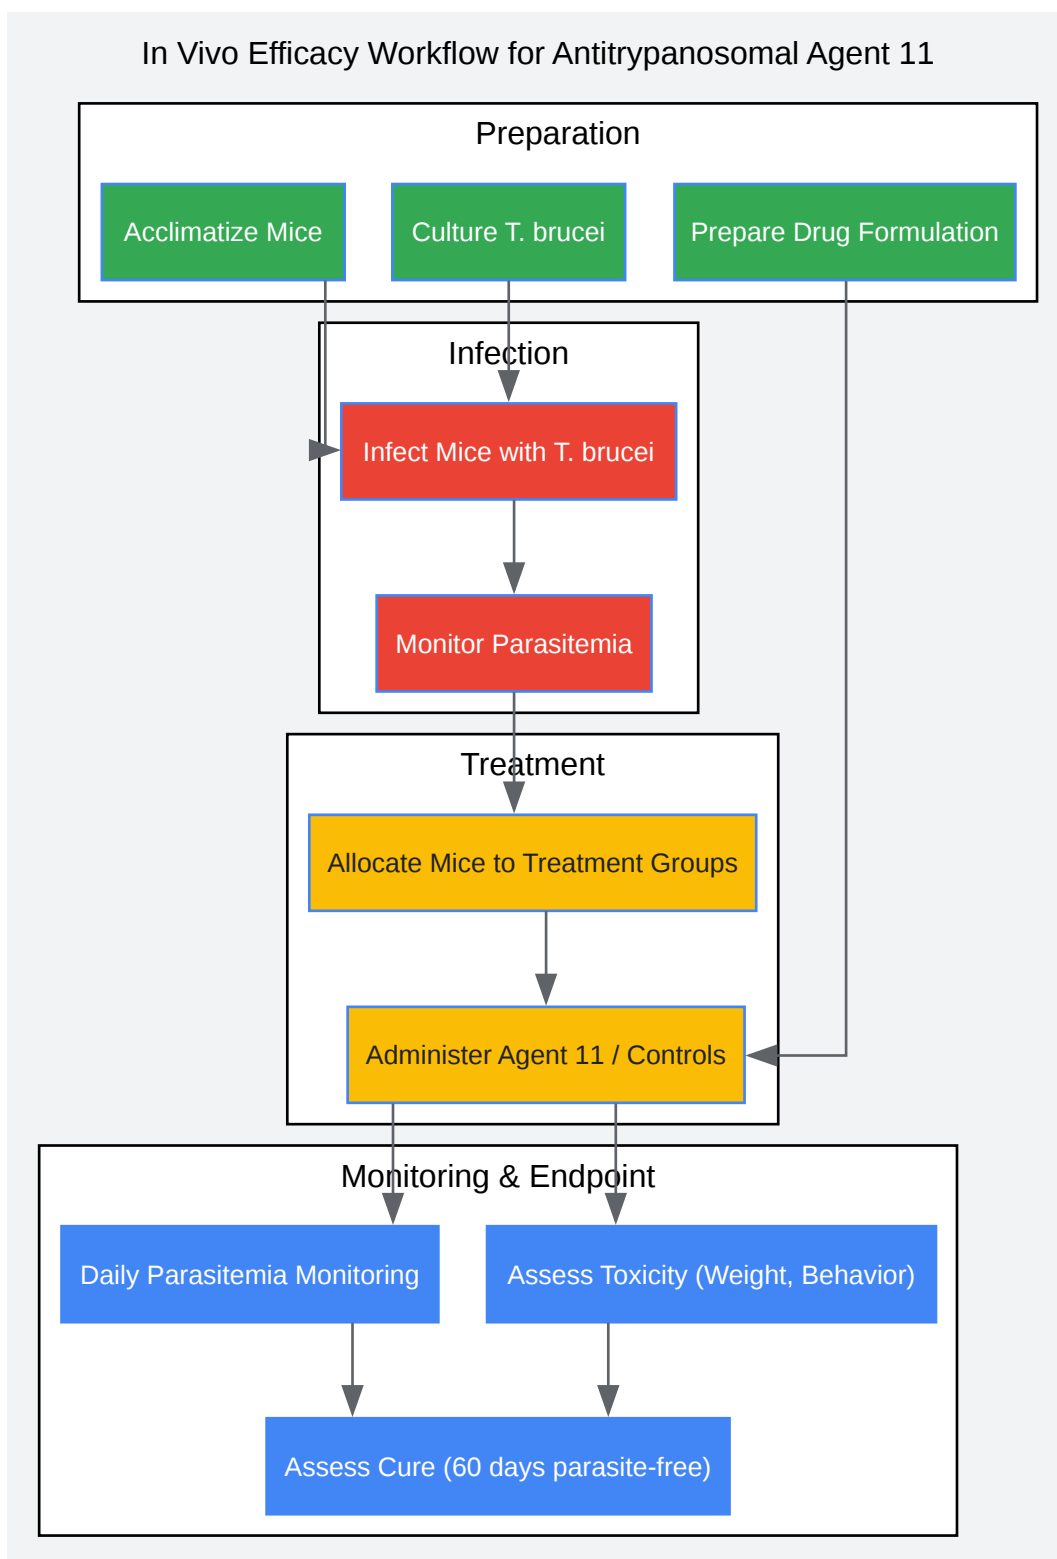 In Vivo Efficacy Workflow for Antitrypanosomal Agent 11
Preparation
Acclimatize Mice
Culture T. brucei
Prepare Drug Formulation
Infection
Infect Mice with T. brucei
Monitor Parasitemia
Treatment
Allocate Mice to Treatment Groups
Administer Agent 11 / Controls
Monitoring & Endpoint
Daily Parasitemia Monitoring
Assess Toxicity (Weight, Behavior)
Assess Cure (60 days parasite-free)